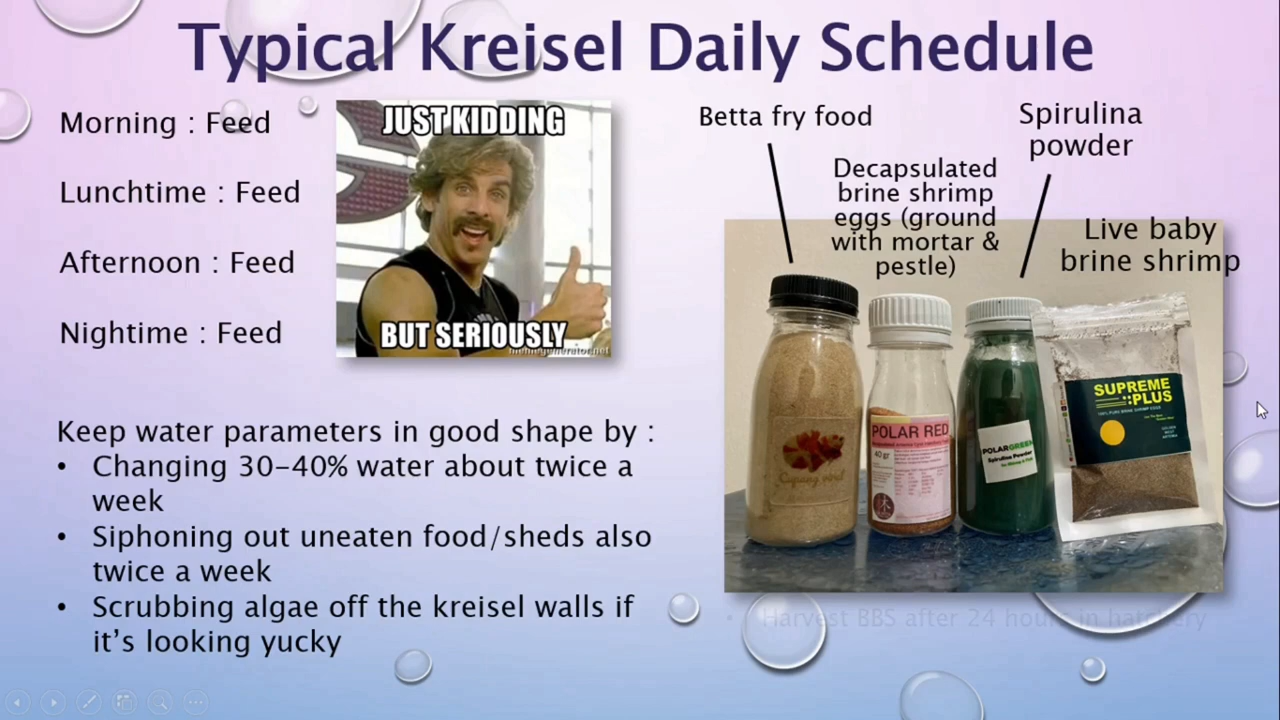 Typical Kreisel Daily Schedule
Morning : Feed
Lunchtime : Feed
Afternoon : Feed
Nightime : Feed
JUST KIDDING
BUT SERIOUSLY
memegenerator.net
Keep water parameters in good shape by :
• Changing 30-40% water about twice a
week
• Siphoning out uneaten food/sheds also
twice a week
• Scrubbing algae off the kreisel walls if
it's looking yucky
Betta fry food
Decapsulated
brine shrimp
eggs (ground
with mortar &
pestle)
Spirulina
powder
Live baby
brine shrimp
POLAR RED
40 gr
POLARGREEN
Spirulina Powder
SUPREME
PLUS
• Harvest BBS after 24 hours in hatchery